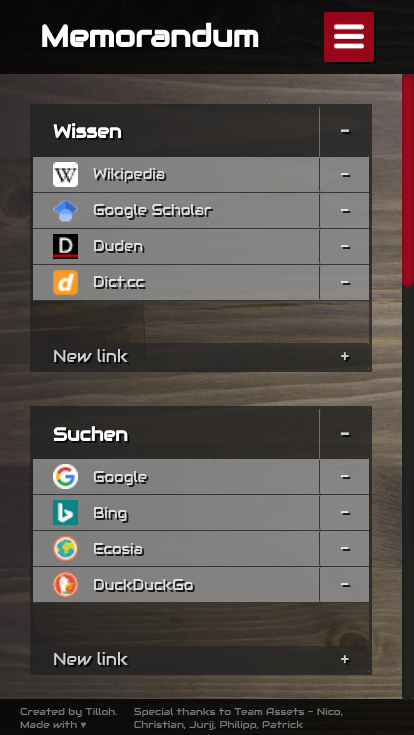 Memorandum
Wissen -
Wikipedia -
Google Scholar -
Duden -
Dict.cc -
New link +
Suchen -
Google -
Bing -
Ecosia -
DuckDuckGo -
New link +
Created by Tilloh.
Made with ♥
Special thanks to Team Assets - Nico,
Christian, Jurij, Philipp, Patrick